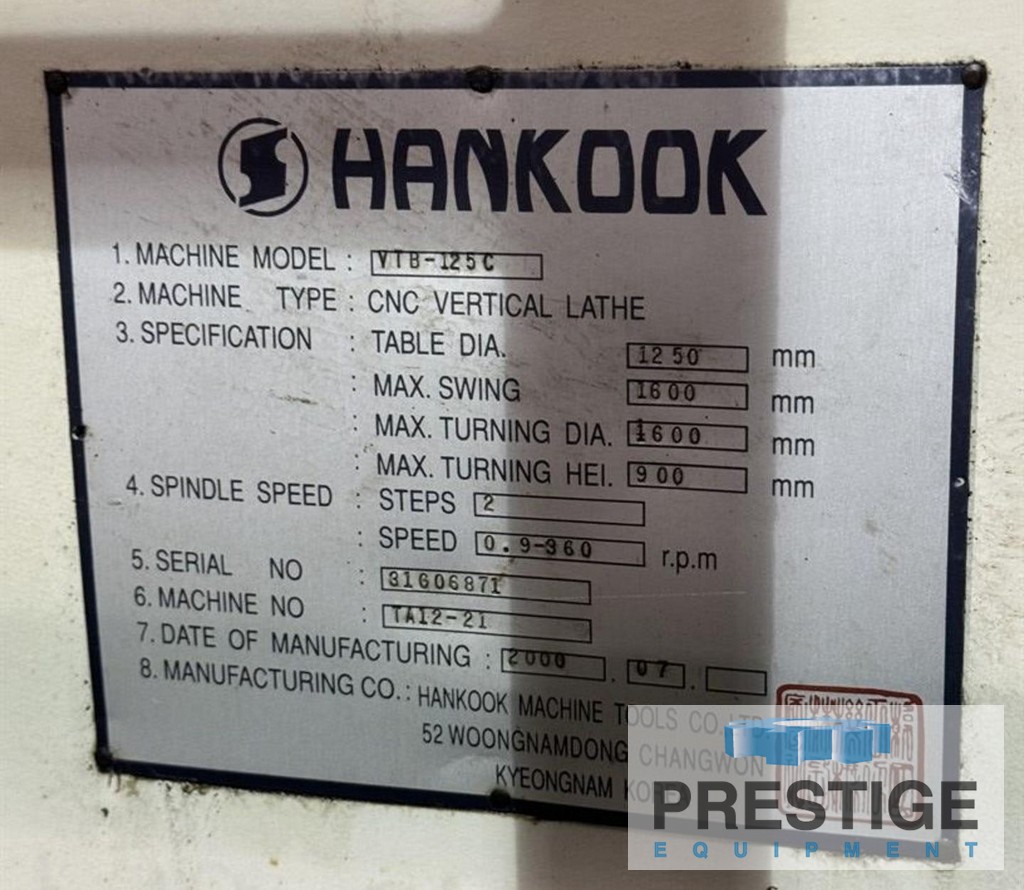 HANKOOK
1. MACHINE MODEL : VTB-125C
2. MACHINE TYPE : CNC VERTICAL LATHE
3. SPECIFICATION : TABLE DIA. 1250 mm
: MAX. SWING 1600 mm
: MAX. TURNING DIA. 1600 mm
: MAX. TURNING HEI. 900 mm
4. SPINDLE SPEED : STEPS 2
: SPEED 0.9-360 r.p.m
5. SERIAL NO : 31606871
6. MACHINE NO : TA12-21
7. DATE OF MANUFACTURING : 2000 . 07 .
8. MANUFACTURING CO. : HANKOOK MACHINE TOOLS CO. LTD
52 WOONGNAMDONG CHANGWON
KYEONGNAM
PRESTIGE
EQUIPMENT